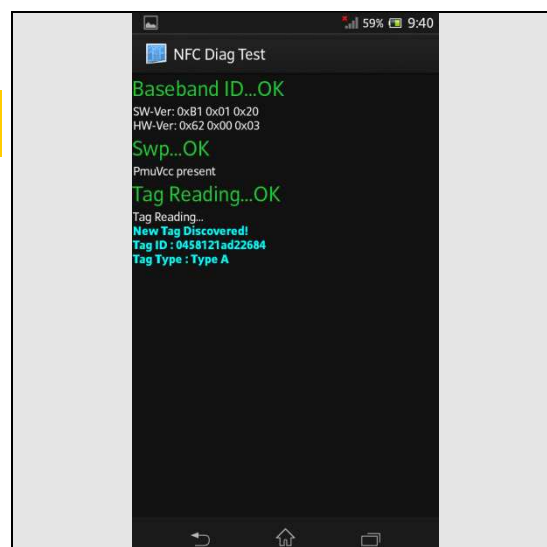 59% 9:40
NFC Diag Test
Baseband ID...OK
SW-Ver: 0xB1 0x01 0x20
HW-Ver: 0x62 0x00 0x03
Swp...OK
PmuVcc present
Tag Reading...OK
Tag Reading...
New Tag Discovered!
Tag ID : 0458121ad22684
Tag Type : Type A